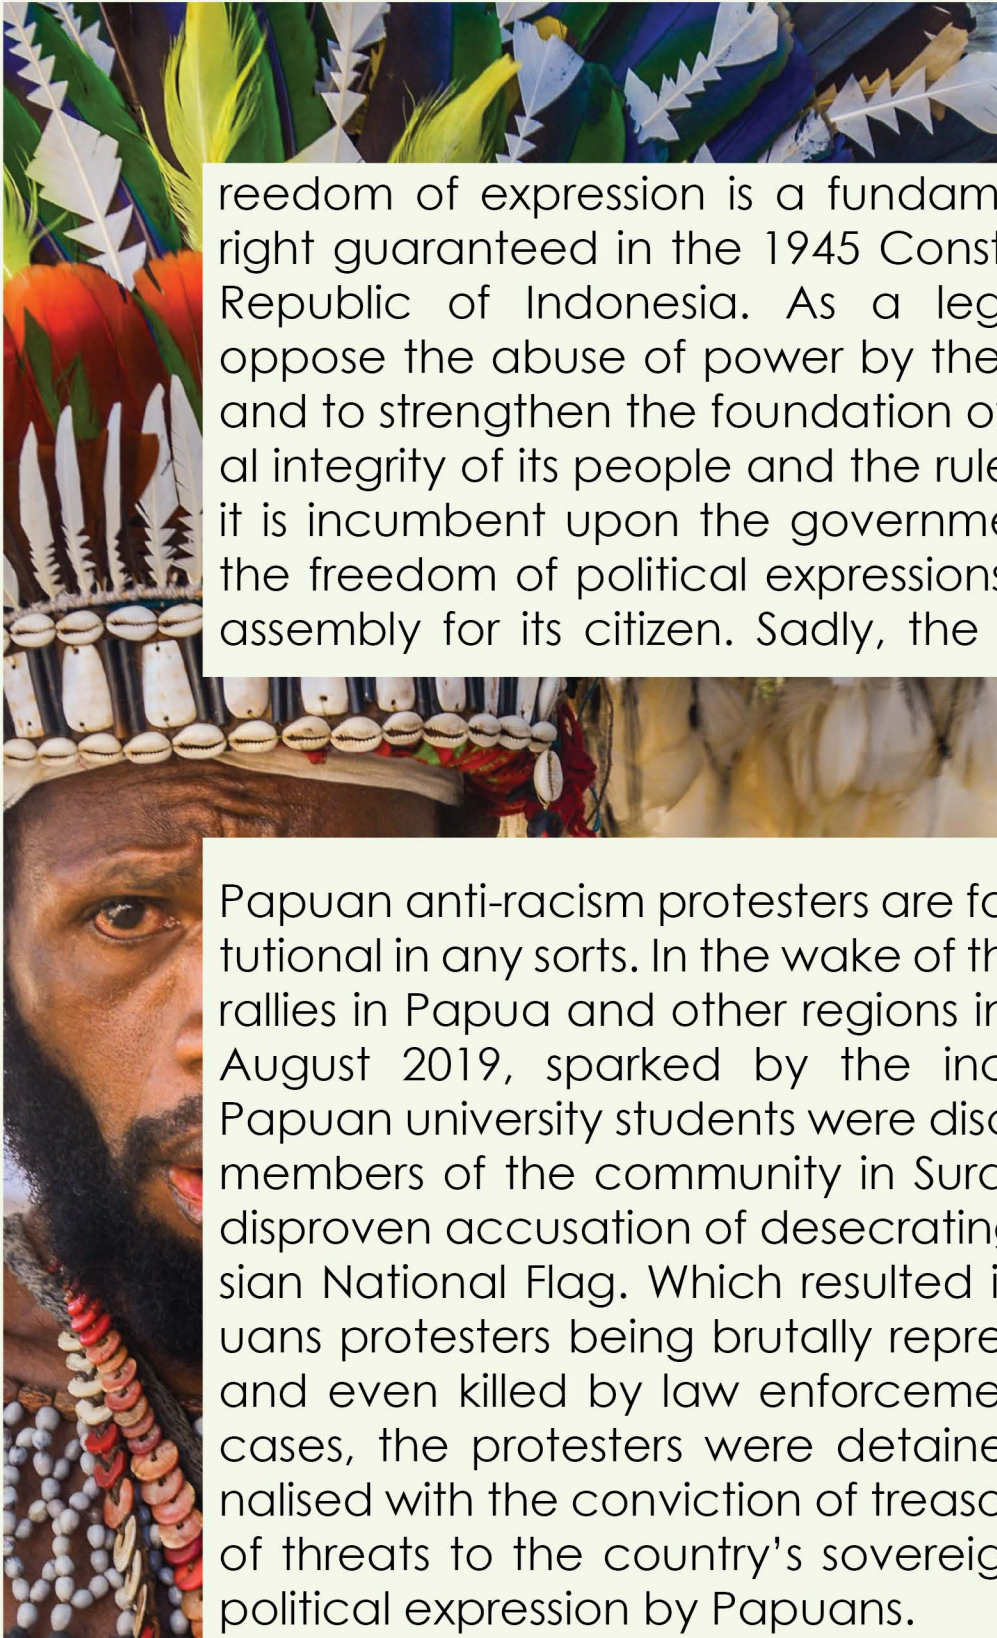 reedom of expression is a fundam
right guaranteed in the 1945 Const
Republic of Indonesia. As a leg
oppose the abuse of power by the
and to strengthen the foundation of
al integrity of its people and the rule
it is incumbent upon the governme
the freedom of political expressions
assembly for its citizen. Sadly, the
Papuan anti-racism protesters are fa
tutional in any sorts. In the wake of th
rallies in Papua and other regions in
August 2019, sparked by the inc
Papuan university students were disc
members of the community in Sura
disproven accusation of desecrating
sian National Flag. Which resulted i
uans protesters being brutally repre
and even killed by law enforceme
cases, the protesters were detaine
nalised with the conviction of treaso
of threats to the country’s sovereig
political expression by Papuans.